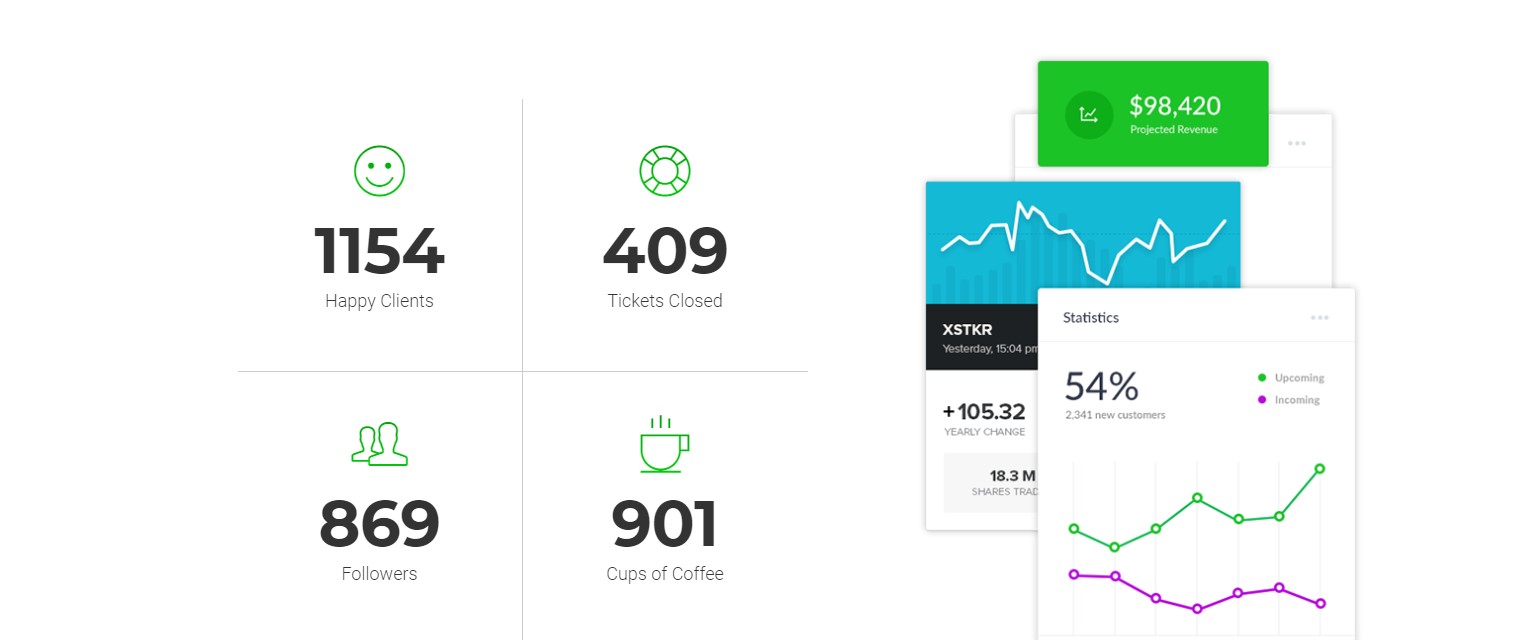 1154
Happy Clients
409
Tickets Closed
869
Followers
901
Cups of Coffee
$98,420
Projected Revenue
XSTKR
Yesterday, 15:04 pm
+105.32
YEARLY CHANGE
18.3 M
SHARES TRAD
Statistics
54%
2,341 new customers
Upcoming
Incoming